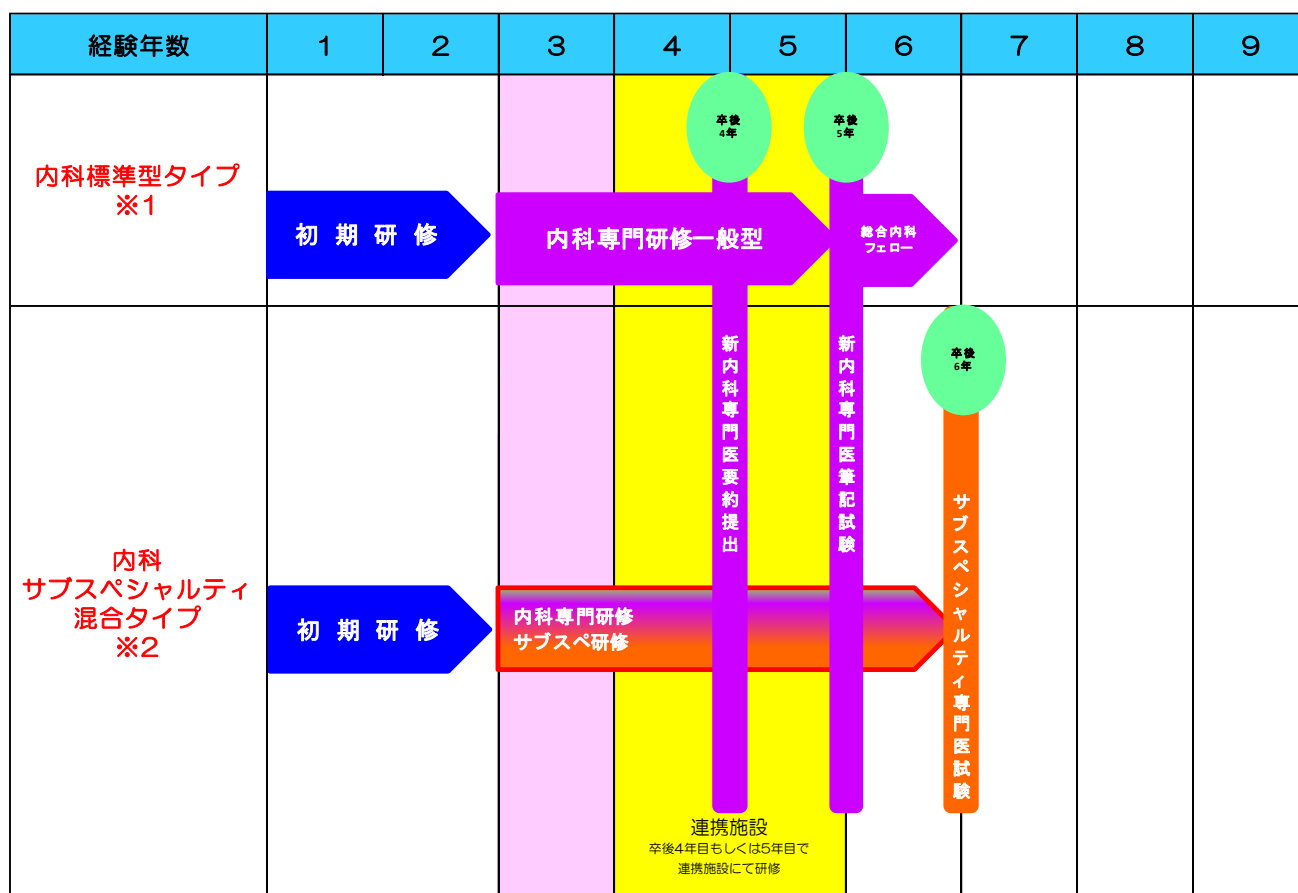 経験年数 1 2 3 4 5 6 7 8 9
卒後
4年
卒後
5年
内科標準型タイプ
※1
初期研修
内科専門研修一般型
総合内科
フェロー
卒後
6年
新内科専門医要約提出
新内科専門医筆記試験
サブスペシャルティ専門医試験
内科
サブスペシャルティ
混合タイプ
※2
初期研修
内科専門研修
サブスペ研修
連携施設
卒後4年目もしくは5年目で
連携施設にて研修